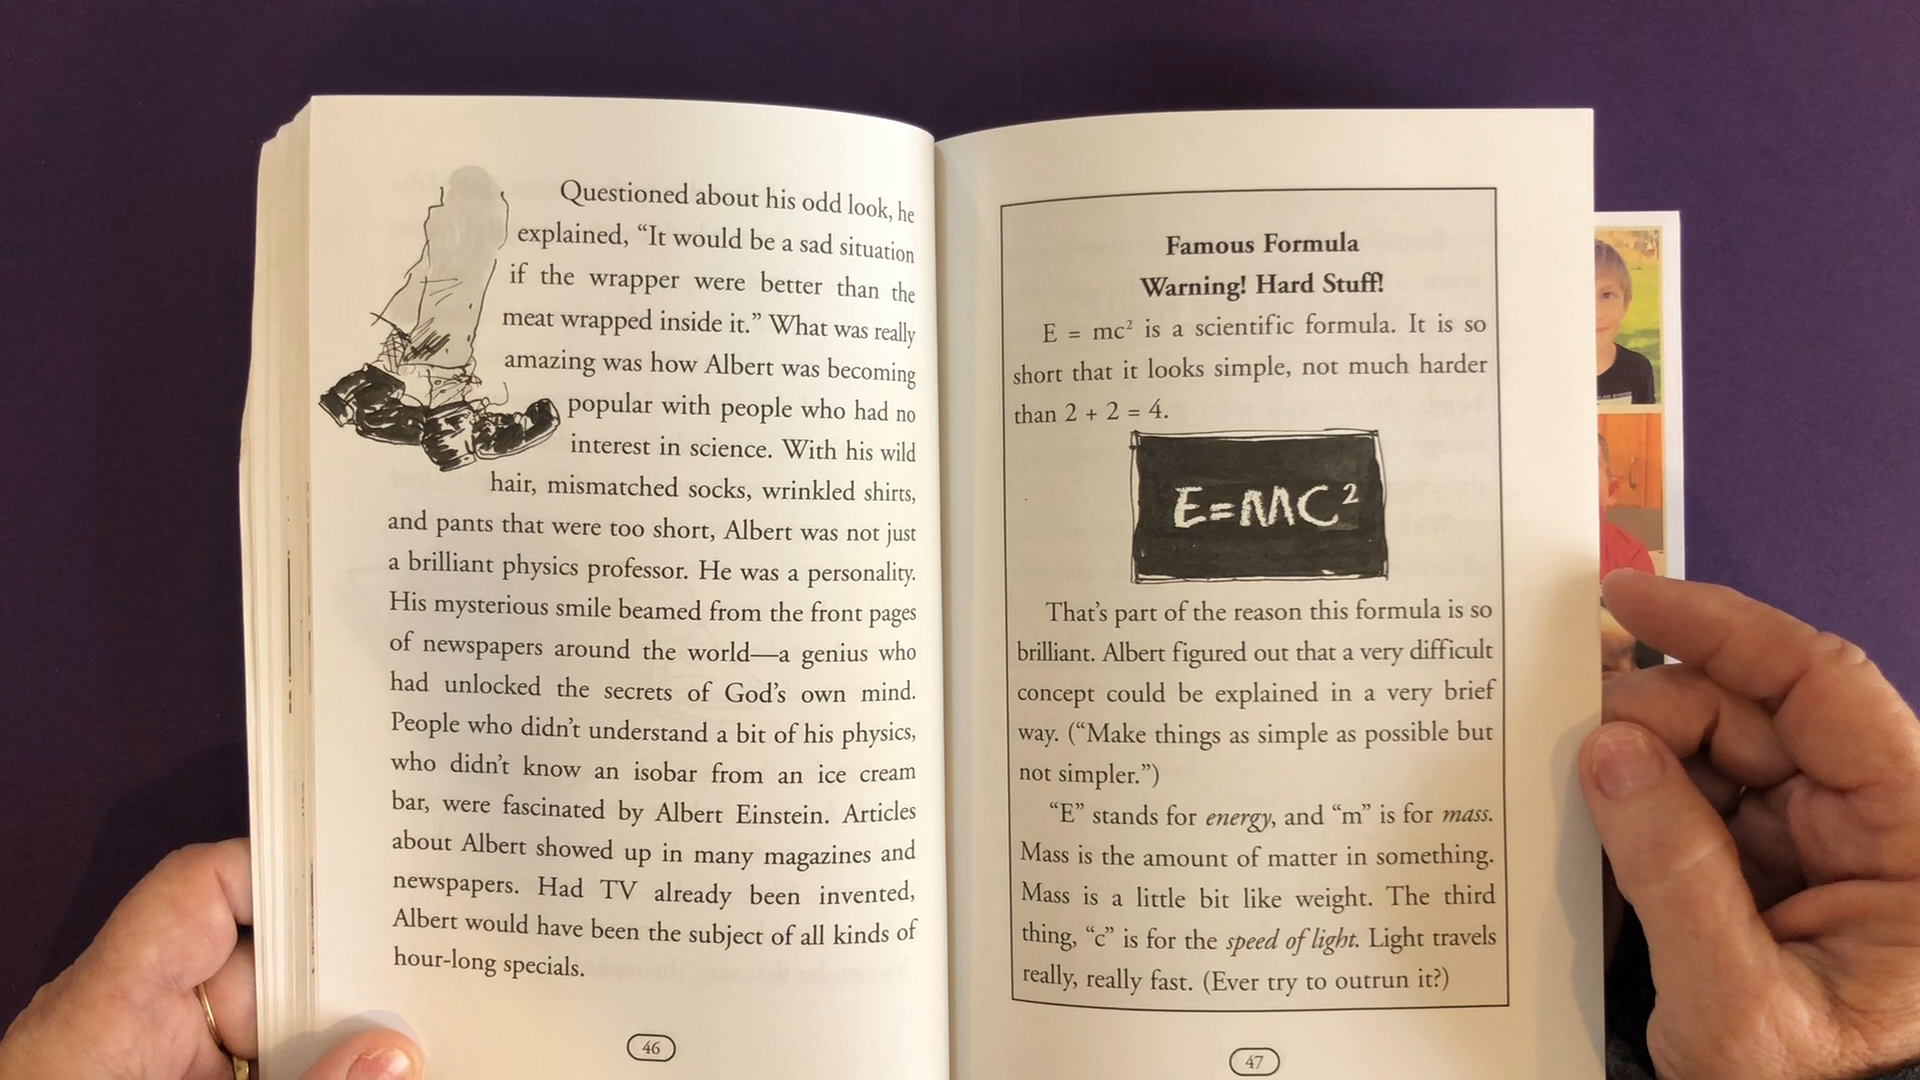 Questioned about his odd look, he
explained, “It would be a sad situation
if the wrapper were better than the
meat wrapped inside it.” What was really
amazing was how Albert was becoming
popular with people who had no
interest in science. With his wild
hair, mismatched socks, wrinkled shirts,
and pants that were too short, Albert was not just
a brilliant physics professor. He was a personality.
His mysterious smile beamed from the front pages
of newspapers around the world—a genius who
had unlocked the secrets of God’s own mind.
People who didn’t understand a bit of his physics,
who didn’t know an isobar from an ice cream
bar, were fascinated by Albert Einstein. Articles
about Albert showed up in many magazines and
newspapers. Had TV already been invented,
Albert would have been the subject of all kinds of
hour-long specials.
46
Famous Formula
Warning! Hard Stuff!
E = mc² is a scientific formula. It is so
short that it looks simple, not much harder
than 2 + 2 = 4.
E=MC²
That’s part of the reason this formula is so
brilliant. Albert figured out that a very difficult
concept could be explained in a very brief
way. (“Make things as simple as possible but
not simpler.”)
“E” stands for energy, and “m” is for mass.
Mass is the amount of matter in something.
Mass is a little bit like weight. The third
thing, “c” is for the speed of light. Light travels
really, really fast. (Ever try to outrun it?)
47